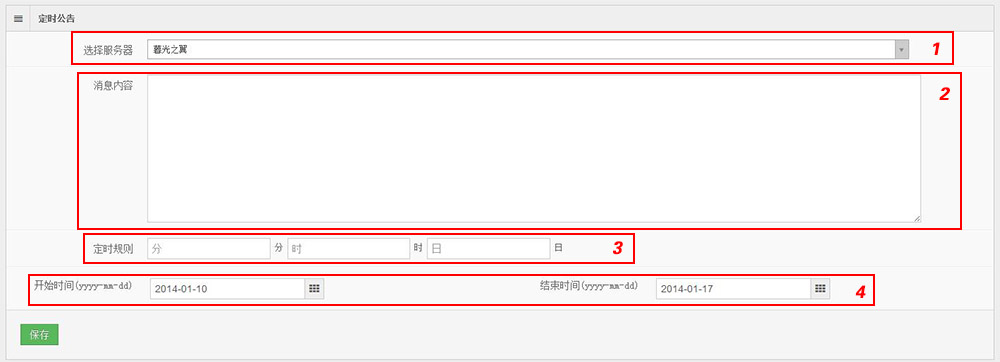 定时公告
选择服务器 暮光之翼 1
消息内容 2
定时规则 分 分 时 时 日 日 3
开始时间(yyyy-mm-dd) 2014-01-10 结束时间(yyyy-mm-dd) 2014-01-17 4
保存